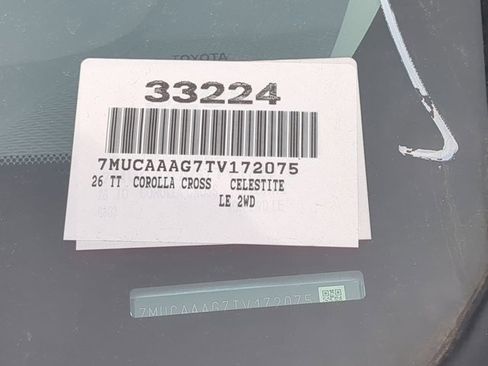 TOYOTA
33224
7MUCAAAG7TV172075
26 TT COROLLA CROSS CELESTITE
LE 2WD
7MUCAAAG7TV172075